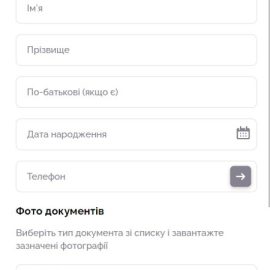 Ім'я
Прізвище
По-батькові (якщо є)
Дата народження
Телефон
Фото документів
Виберіть тип документа зі списку і завантажте
зазначені фотографії